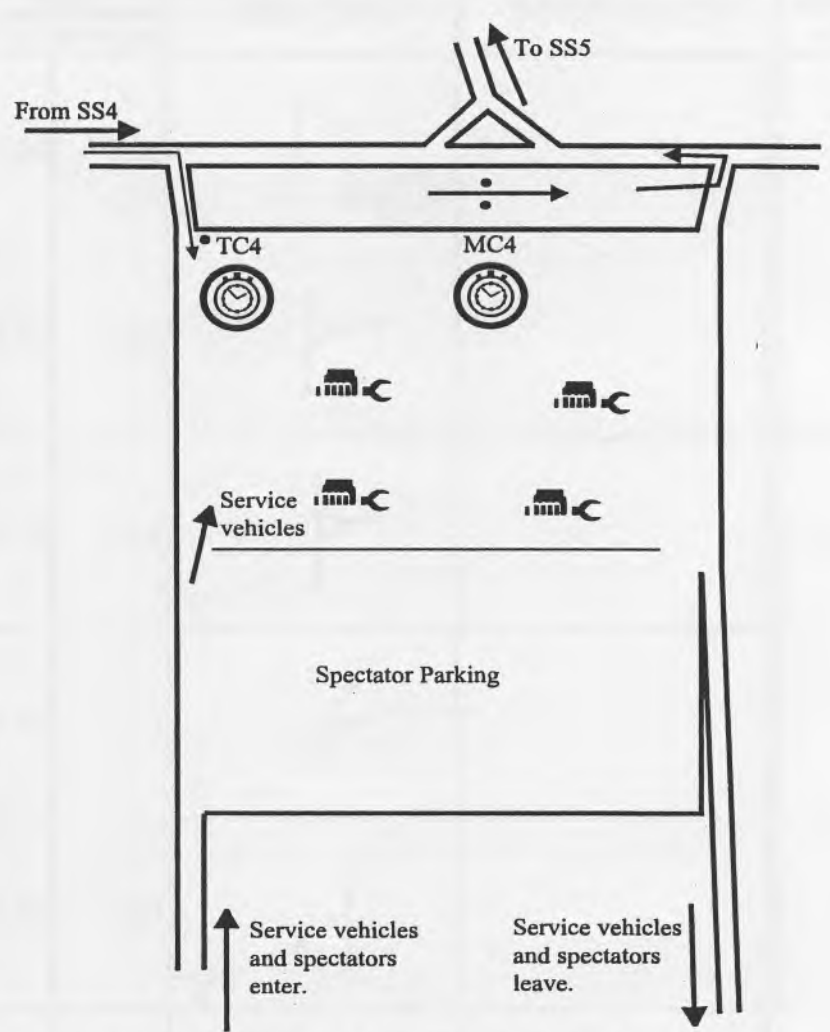 To SS5
From SS4
TC4
MC4
Service
vehicles
Spectator Parking
Service vehicles
and spectators
enter.
Service vehicles
and spectators
leave.